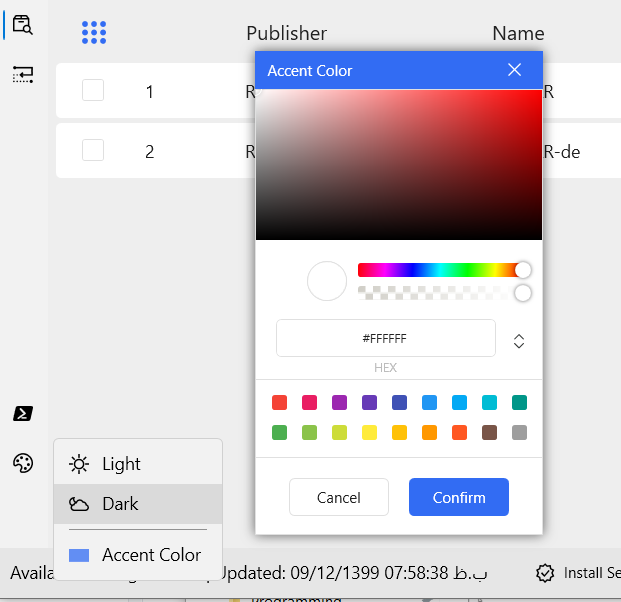 Publisher
Name
Accent Color
1
R
R
2
R
R-de
#FFFFFF
HEX
Light
Dark
Cancel
Confirm
Accent Color
Updated: 09/12/1399 07:58:38 ب.ظ
Install Se